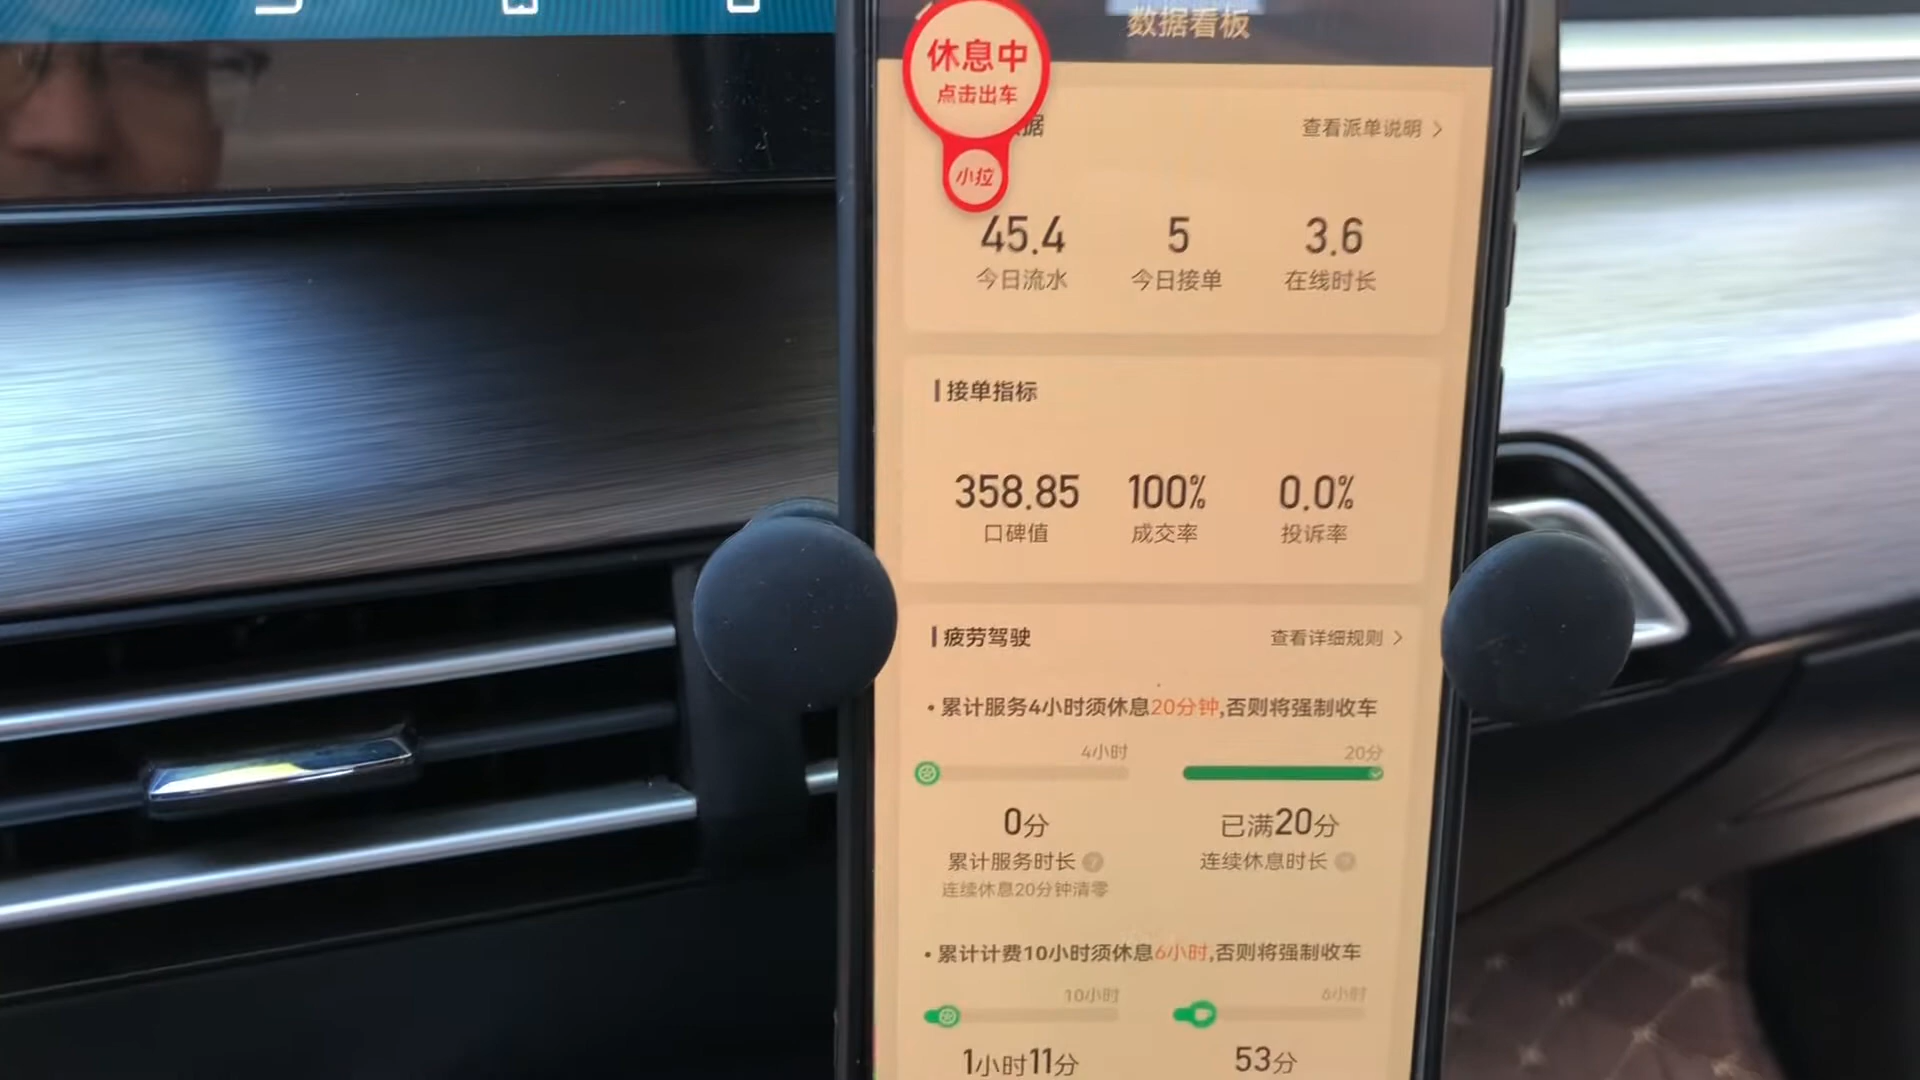 数据看板
休息中
点击出车
据
查看派单说明 >
小拉
45.4 5 3.6
今日流水 今日接单 在线时长
接单指标
358.85 100% 0.0%
口碑值 成交率 投诉率
疲劳驾驶 查看详细规则 >
• 累计服务4小时须休息20分钟,否则将强制收车
4小时 20分
0分 已满20分
累计服务时长 ? 连续休息时长 ?
连续休息20分钟清零
• 累计计费10小时须休息6小时,否则将强制收车
10小时 6小时
1小时11分 53分